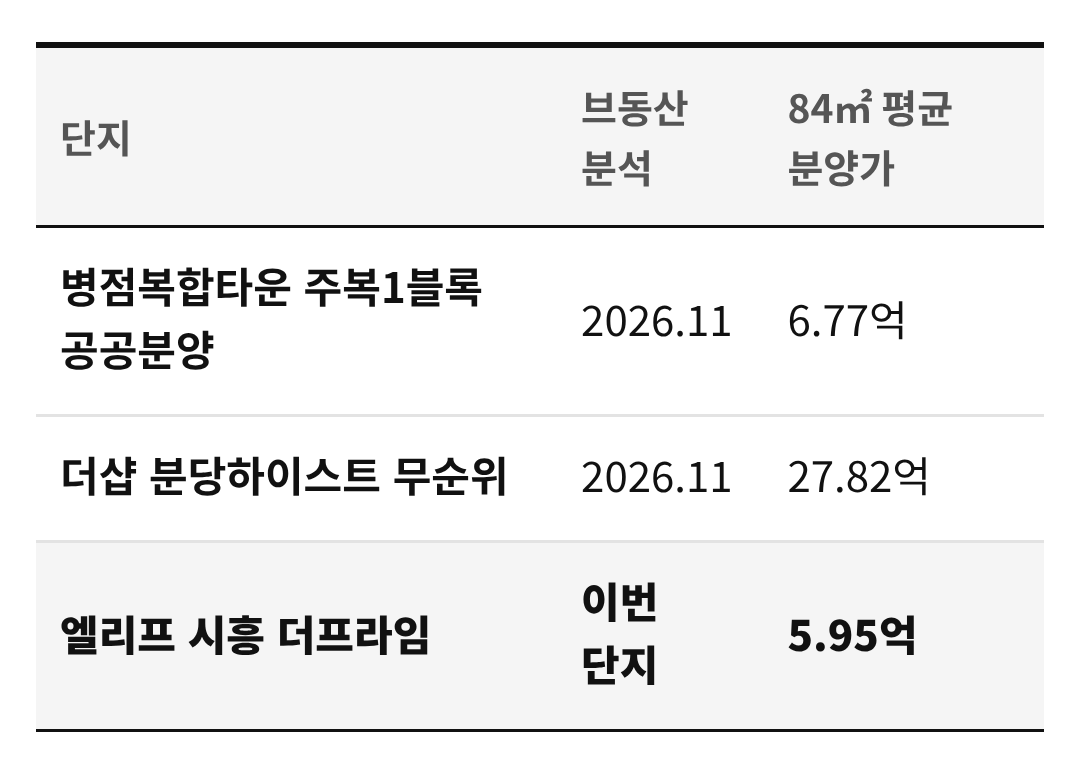 단지
브동산
분석
84㎡ 평균
분양가
병점복합타운 주복1블록
공공분양
2026.11
6.77억
더샵 분당하이스트 무순위
2026.11
27.82억
엘리프 시흥 더프라임
이번
단지
5.95억